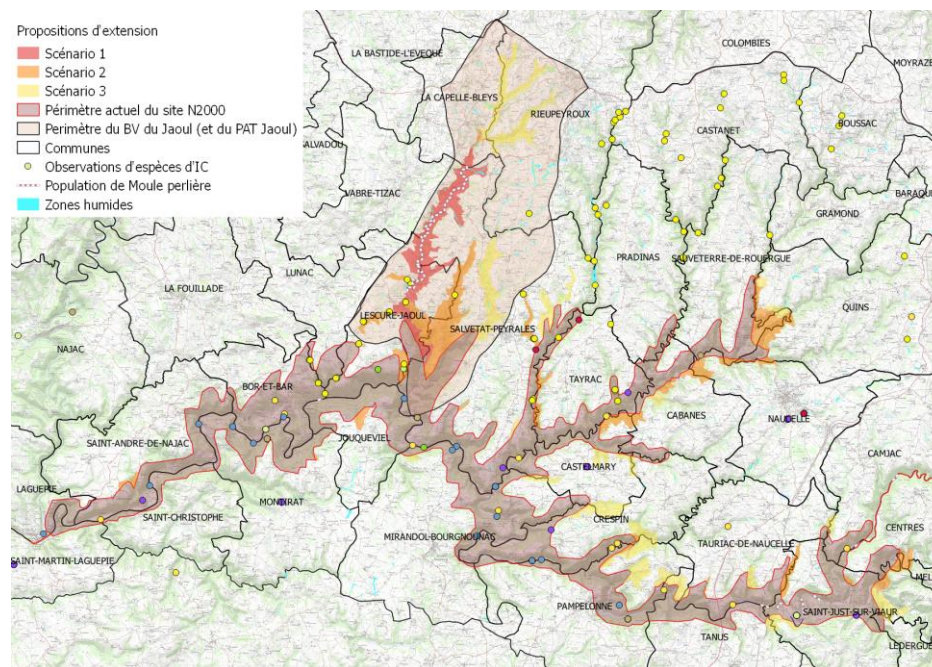 Propositions d'extension
Scénario 1
Scénario 2
Scénario 3
Périmètre actuel du site N2000
Perimètre du BV du Jaoul (et du PAT Jaoul)
Communes
Observations d'espèces d'IC
Population de Moule perlière
Zones humides
LA BASTIDE-L'EVEQUE
COLOMBIES
MOYRAZE
LA CAPELLE-BLEYS
RIEUPEYROUX
CASTANET
BOUSSAC
SALVADOU
VABRE-TIZAC
BARAQU
GRAMOND
LUNAC
PRADINAS
SAUVETERRE-DE-ROUERGUE
LA FOUILLADE
LESCURE-JAOUL
SALVETAT-PEYRALES
QUINS
NAJAC
BOR-ET-BAR
TAYRAC
CABANES
NAUCELLE
SAINT-ANDRE-DE-NAJAC
JOUQUEVIEL
CAMJAC
CASTELMARY
LAGUEPIE
MONTIRAT
SAINT-CHRISTOPHE
CRESPIN
CENTRES
MIRANDOL-BOURGNOUNAC
TAURIAC-DE-NAUCELLE
SAINT-MARTIN-LAGUEPIE
MEL
PAMPELONNE
SAINT-JUST-SUR-VIAUR
TANUS
LEDERGUE